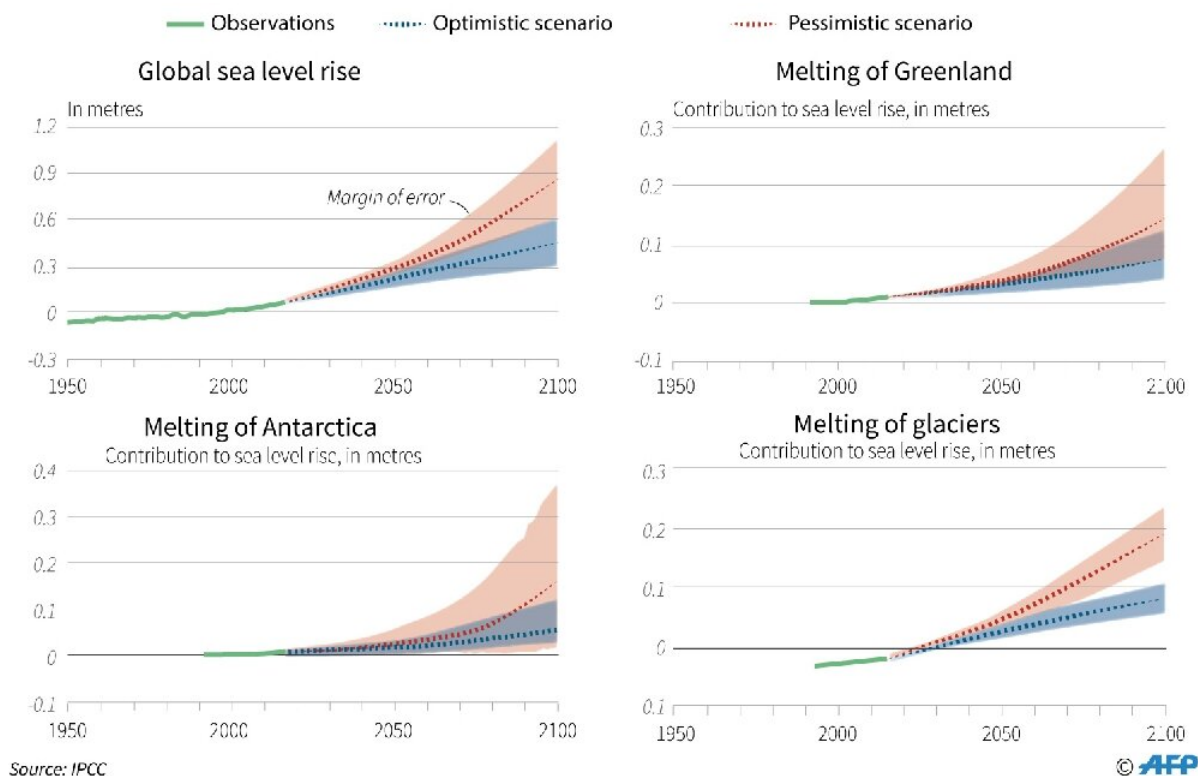 Observations Optimistic scenario Pessimistic scenario
Global sea level rise
In metres
1.2
0.9
0.6
0.3
0
-0.3
Margin of error
1950 2000 2050 2100
Melting of Greenland
Contribution to sea level rise, in metres
0.3
0.2
0.1
0
-0.1
1950 2000 2050 2100
Melting of Antarctica
Contribution to sea level rise, in metres
0.4
0.3
0.2
0.1
0
-0.1
1950 2000 2050 2100
Melting of glaciers
Contribution to sea level rise, in metres
0.3
0.2
0.1
0
0.1
1950 2000 2050 2100
Source: IPCC
© AFP